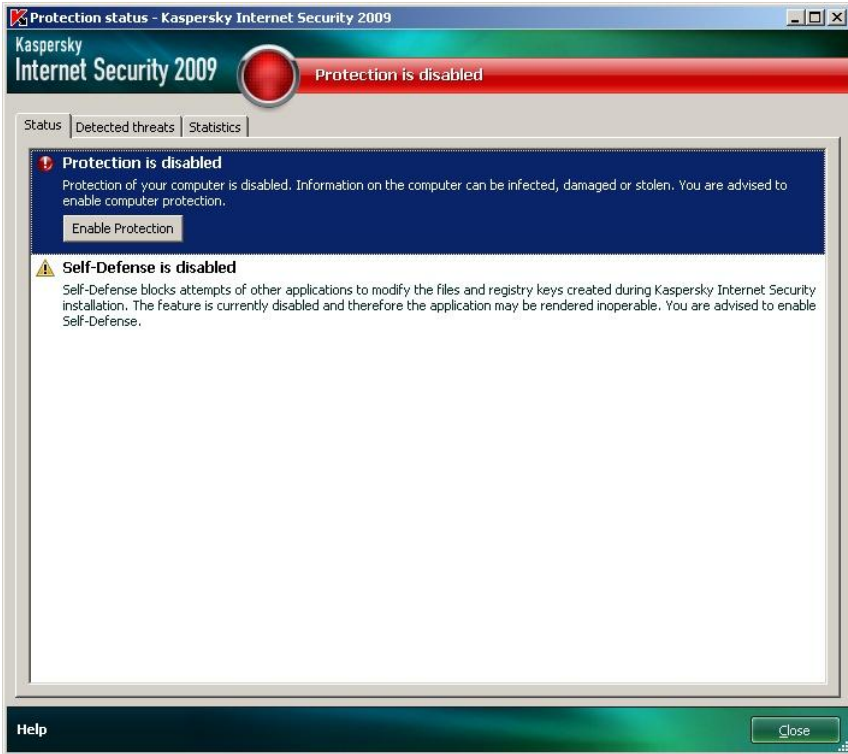 Protection status - Kaspersky Internet Security 2009
Kaspersky
Internet Security 2009
Protection is disabled
Status
Detected threats
Statistics
Protection is disabled
Protection of your computer is disabled. Information on the computer can be infected, damaged or stolen. You are advised to
enable computer protection.
Enable Protection
Self-Defense is disabled
Self-Defense blocks attempts of other applications to modify the files and registry keys created during Kaspersky Internet Security
installation. The feature is currently disabled and therefore the application may be rendered inoperable. You are advised to enable
Self-Defense.
Help
Close